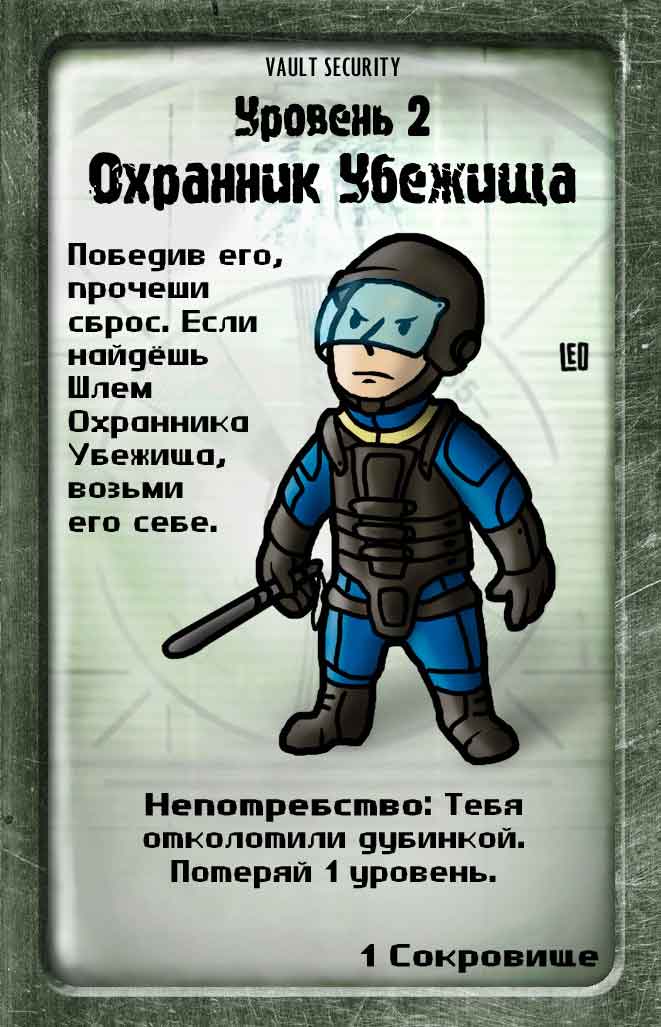 VAULT SECURITY
Уровень 2
Охранник Убежища
Победив его,
прочеши
сброс. Если
найдёшь
Шлем
Охранника
Убежища,
возьми
его себе.
LEO
Непотребство: Тебя
отколотили дубинкой.
Потеряй 1 уровень.
1 Сокровище